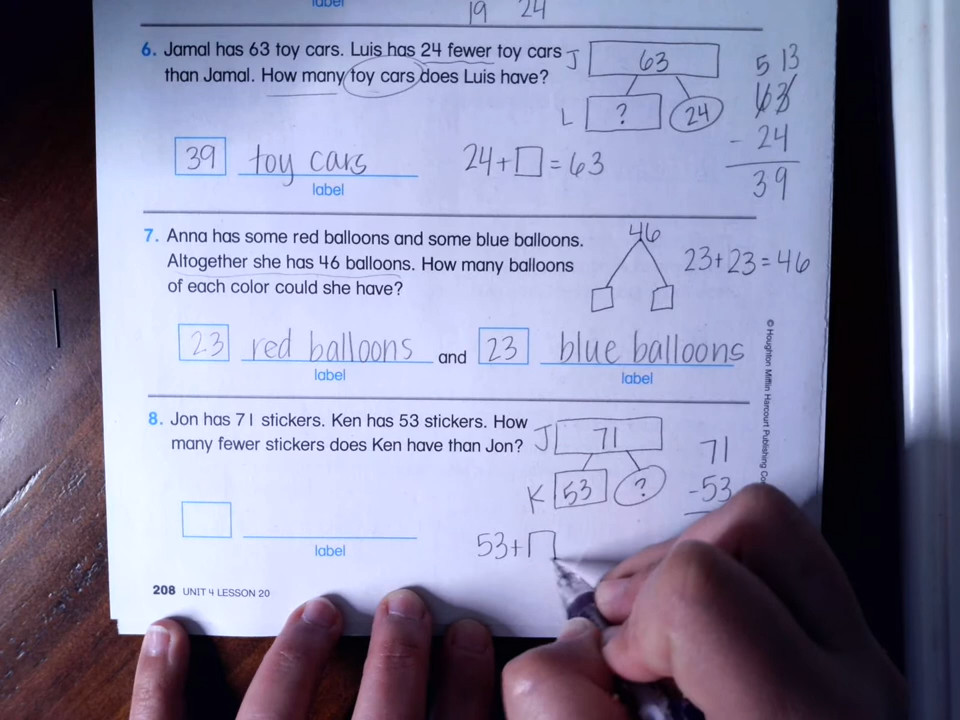 label
19 24
6. Jamal has 63 toy cars. Luis has 24 fewer toy cars
than Jamal. How many toy cars does Luis have?
J 63
L ? 24
5 13
63
- 24
39
39 toy cars
label
24 + □ = 63
7. Anna has some red balloons and some blue balloons.
Altogether she has 46 balloons. How many balloons
of each color could she have?
46
23+23=46
23 red balloons and 23 blue balloons
label
label
8. Jon has 71 stickers. Ken has 53 stickers. How
many fewer stickers does Ken have than Jon?
J 71
K 53 ?
71
-53
53+
label
208 UNIT 4 LESSON 20
© Houghton Mifflin Harcourt Publishing